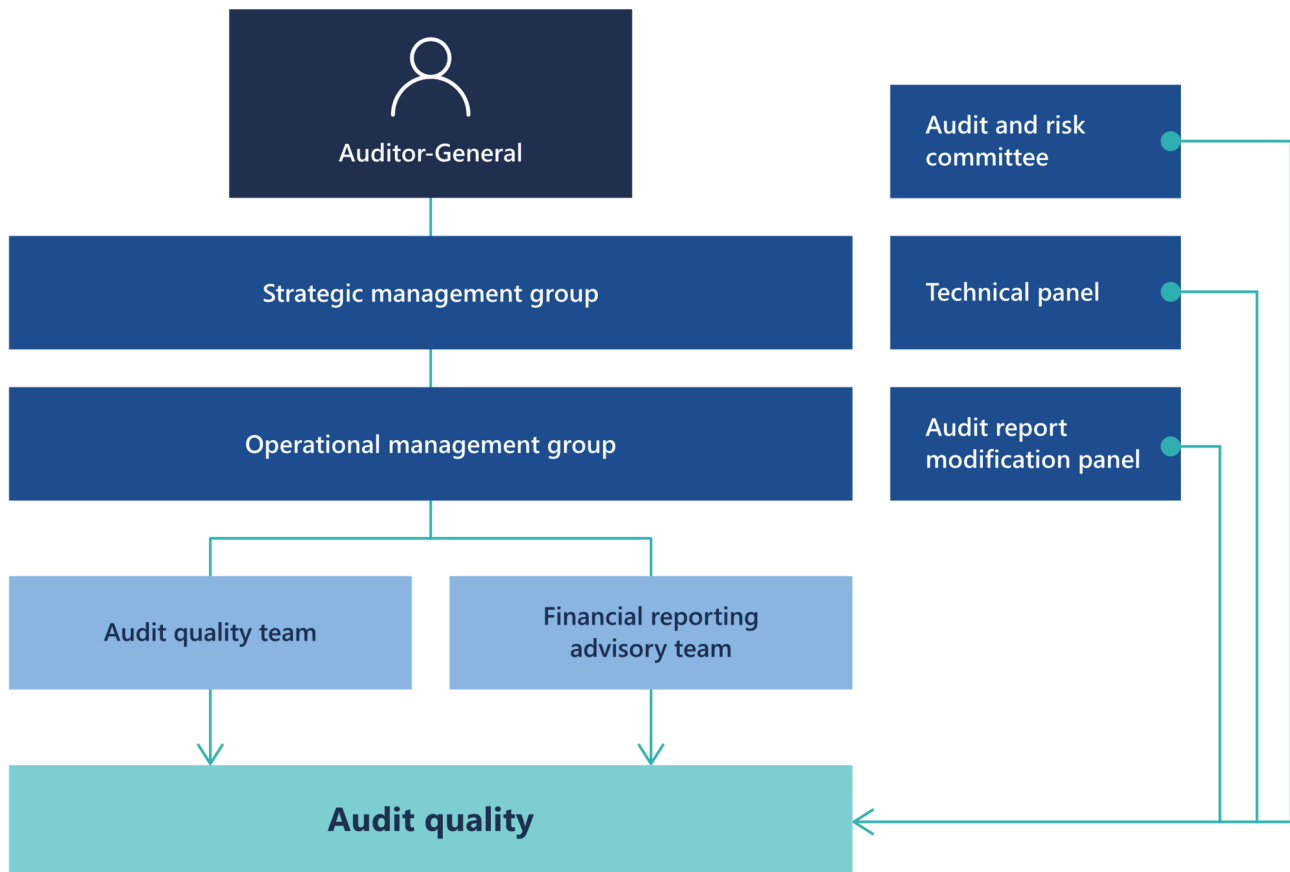 Auditor-General
Strategic management group
Operational management group
Audit quality team
Financial reporting
advisory team
Audit quality
Audit and risk
committee
Technical panel
Audit report
modification panel